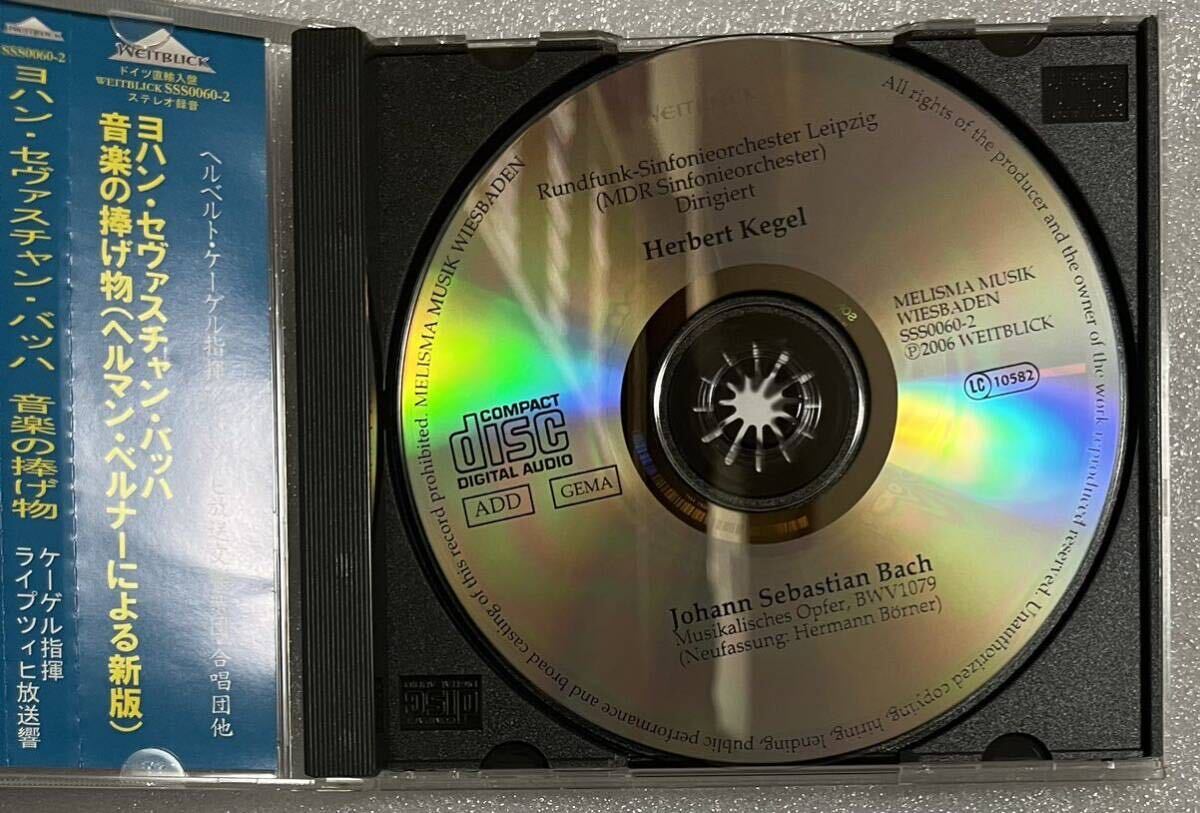 WEITBLICK
SSS0060-2
ヨハン・セヴァスチャン・バッハ 音楽の捧げ物
ケーゲル指揮
ライプツィヒ放送響
WEITBLICK
ドイツ直輸入盤
WEITBLICK SSS0060-2
ステレオ録音
ヨハン・セヴァスチャン・バッハ
音楽の捧げ物(ヘルマン・ベルナーによる新版)
ヘルベルト・ケーゲル指揮
合唱団他
WEITBLICK
Rundfunk-Sinfonieorchester Leipzig
(MDR Sinfonieorchester)
Dirigiert
Herbert Kegel
MELISMA MUSIK
WIESBADEN
SSS0060-2
Ⓟ2006 WEITBLICK
LC 10582
COMPACT
disc
DIGITAL AUDIO
ADD
GEMA
Johann Sebastian Bach
Musikalisches Opfer, BWV1079
(Neufassung: Hermann Börner)
All rights of the producer and the owner of the work reproduced reserved. Unauthorized copying, hiring, lending, public performance and broad casting of this record prohibited. MELISMA MUSIK WIESBADEN
COMPACT
disc